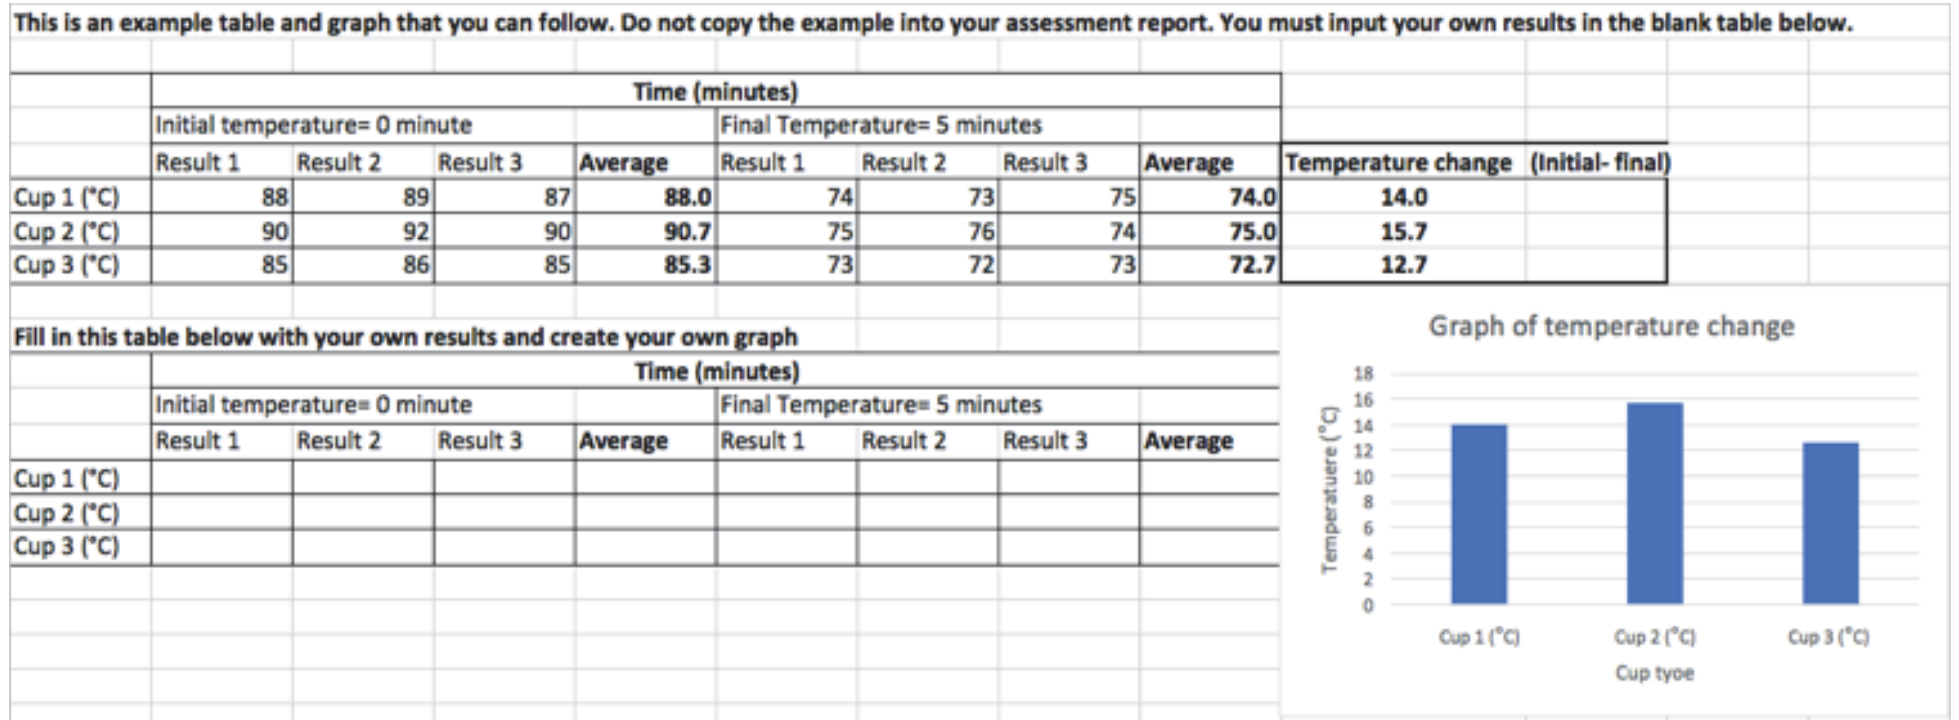 This is an example table and graph that you can follow. Do not copy the example into your assessment report. You must input your own results in the blank table below.
Time (minutes)
Initial temperature= 0 minute Final Temperature= 5 minutes
Result 1 Result 2 Result 3 Average Result 1 Result 2 Result 3 Average Temperature change (Initial- final)
Cup 1 (°C) 88 89 87 88.0 74 73 75 74.0 14.0
Cup 2 (°C) 90 92 90 90.7 75 76 74 75.0 15.7
Cup 3 (°C) 85 86 85 85.3 73 72 73 72.7 12.7
Fill in this table below with your own results and create your own graph
Time (minutes)
Initial temperature= 0 minute Final Temperature= 5 minutes
Result 1 Result 2 Result 3 Average Result 1 Result 2 Result 3 Average
Cup 1 (°C)
Cup 2 (°C)
Cup 3 (°C)
Graph of temperature change
Temperatuere (°C)
18
16
14
12
10
8
6
4
2
0
Cup 1 (°C) Cup 2 (°C) Cup 3 (°C)
Cup tyoe